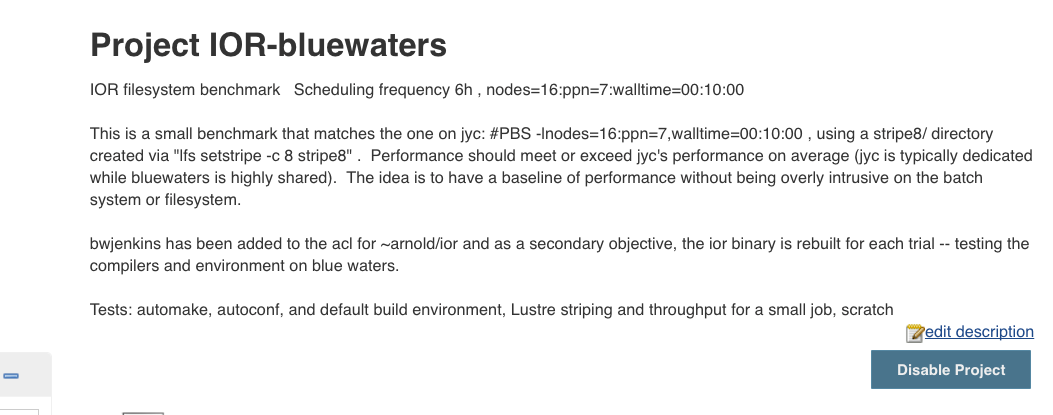 Project IOR-bluewaters
IOR filesystem benchmark   Scheduling frequency 6h , nodes=16:ppn=7:walltime=00:10:00
This is a small benchmark that matches the one on jyc: #PBS -lnodes=16:ppn=7,walltime=00:10:00 , using a stripe8/ directory
created via "lfs setstripe -c 8 stripe8" .  Performance should meet or exceed jyc's performance on average (jyc is typically dedicated
while bluewaters is highly shared).  The idea is to have a baseline of performance without being overly intrusive on the batch
system or filesystem.
bwjenkins has been added to the acl for ~arnold/ior and as a secondary objective, the ior binary is rebuilt for each trial -- testing the
compilers and environment on blue waters.
Tests: automake, autoconf, and default build environment, Lustre striping and throughput for a small job, scratch
edit description
Disable Project